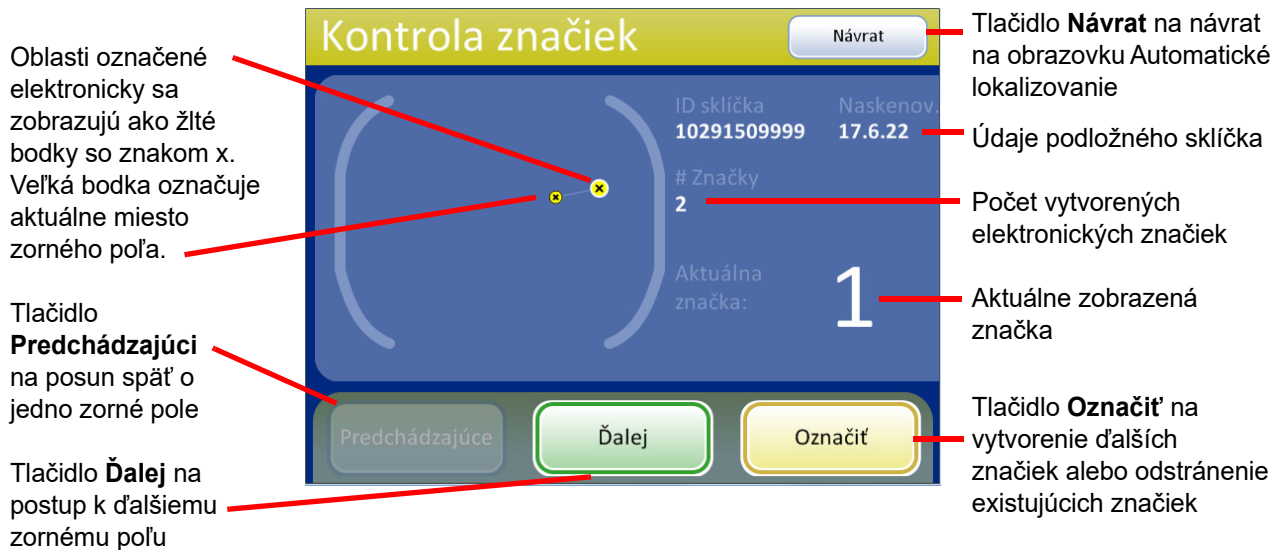 Oblasti označené
elektronicky sa
zobrazujú ako žlté
bodky so znakom x.
Veľká bodka označuje
aktuálne miesto
zorného poľa.
Tlačidlo
Predchádzajúci
na posun späť o
jedno zorné pole
Tlačidlo Ďalej na
postup k ďalšiemu
zornému poľu
Kontrola značiek
Návrat
ID sklíčka
Naskenov.
10291509999
17.6.22
# Značky
2
Aktuálna
značka:
1
Predchádzajúce
Ďalej
Označiť
Tlačidlo Návrat na návrat
na obrazovku Automatické
lokalizovanie
Údaje podložného sklíčka
Počet vytvorených
elektronických značiek
Aktuálne zobrazená
značka
Tlačidlo Označiť na
vytvorenie ďalších
značiek alebo odstránenie
existujúcich značiek